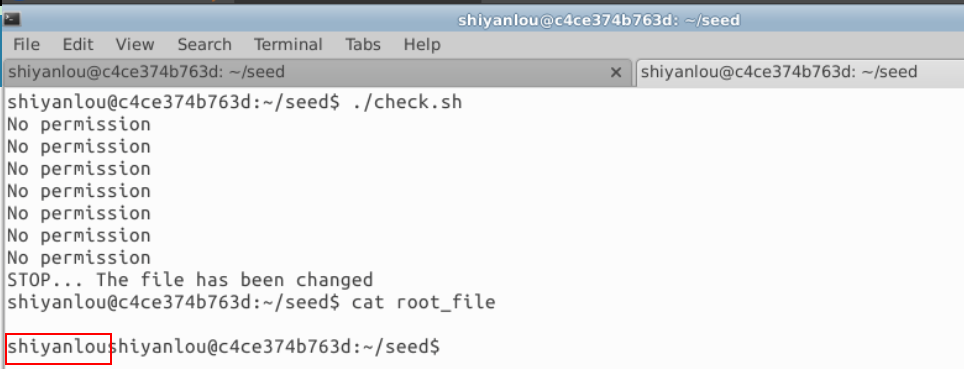 shiyanlou@c4ce374b763d: ~/seed
File Edit View Search Terminal Tabs Help
shiyanlou@c4ce374b763d: ~/seed × shiyanlou@c4ce374b763d: ~/seed
shiyanlou@c4ce374b763d:~/seed$ ./check.sh
No permission
No permission
No permission
No permission
No permission
No permission
No permission
STOP... The file has been changed
shiyanlou@c4ce374b763d:~/seed$ cat root_file
shiyanloushiyanlou@c4ce374b763d:~/seed$